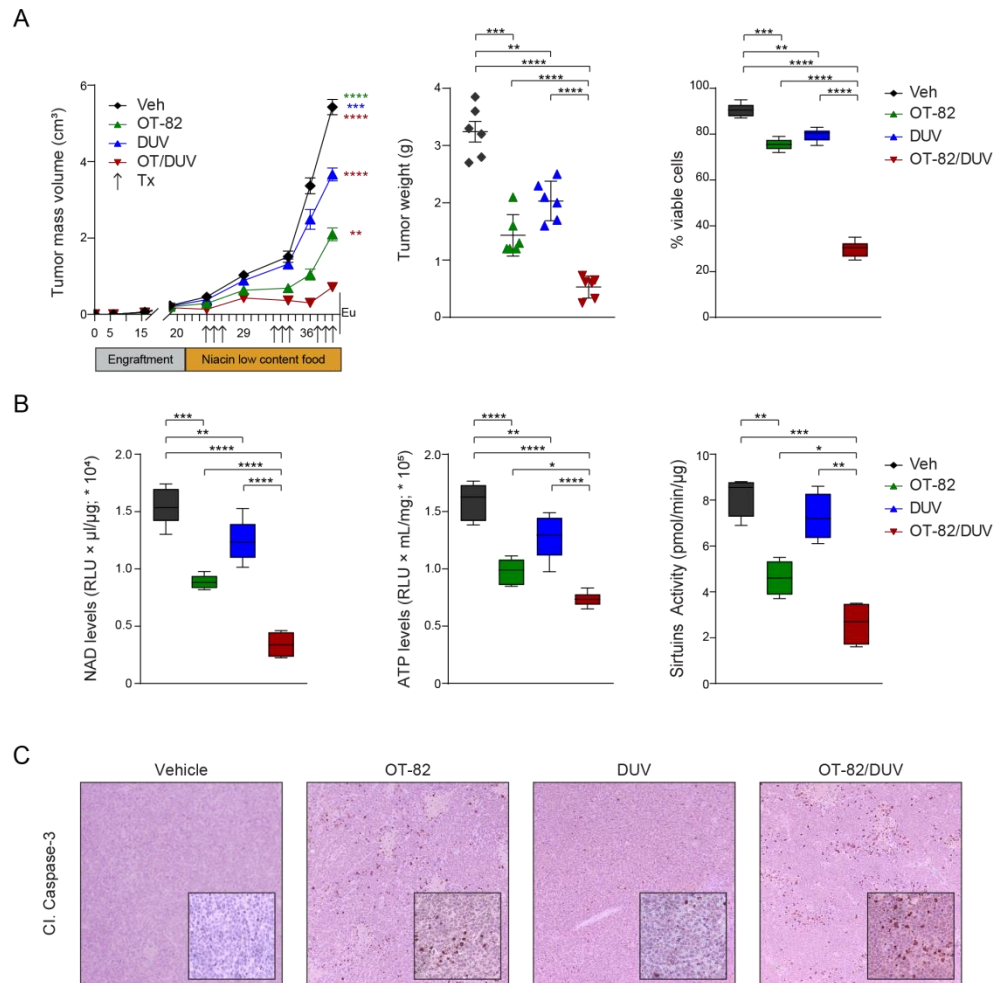 A
Tumor mass volume (cm³)
6
4
2
0
Veh
OT-82
DUV
OT/DUV
Tx
****
***
****
****
**
Eu
0 5 15 20 29 36
Engraftment
Niacin low content food
***
**
****
****
****
Tumor weight (g)
4
3
2
1
0
***
**
****
****
****
% viable cells
100
80
60
40
20
0
Veh
OT-82
DUV
OT-82/DUV
B
***
**
****
****
****
NAD levels (RLU × µl/µg; * 10⁴)
2.0
1.5
1.0
0.5
0
****
**
****
*
****
ATP levels (RLU × mL/mg; * 10⁵)
2.0
1.5
1.0
0.5
0
**
***
*
**
Sirtuins Activity (pmol/min/µg)
10
8
6
4
2
0
Veh
OT-82
DUV
OT-82/DUV
C
Vehicle
OT-82
DUV
OT-82/DUV
Cl. Caspase-3